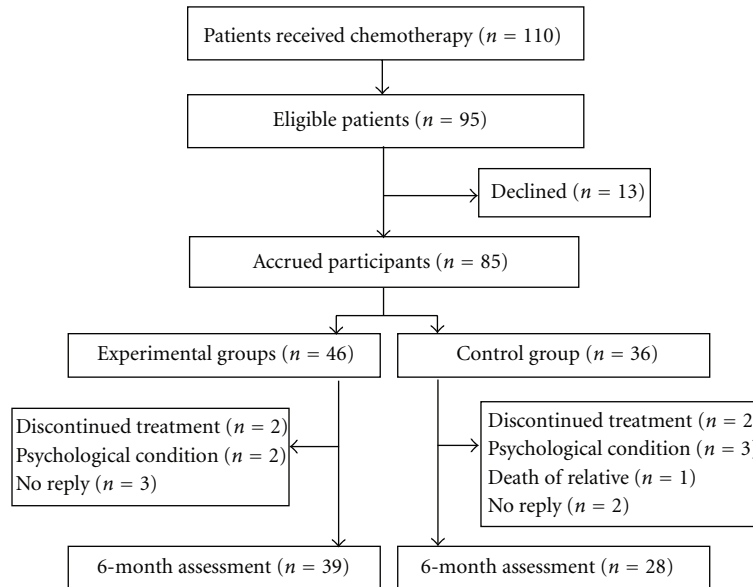 Patients received chemotherapy (n = 110)
Eligible patients (n = 95)
Declined (n = 13)
Accrued participants (n = 85)
Experimental groups (n = 46)
Control group (n = 36)
Discontinued treatment (n = 2)
Psychological condition (n = 2)
No reply (n = 3)
Discontinued treatment (n = 2
Psychological condition (n = 3)
Death of relative (n = 1)
No reply (n = 2)
6-month assessment (n = 39)
6-month assessment (n = 28)